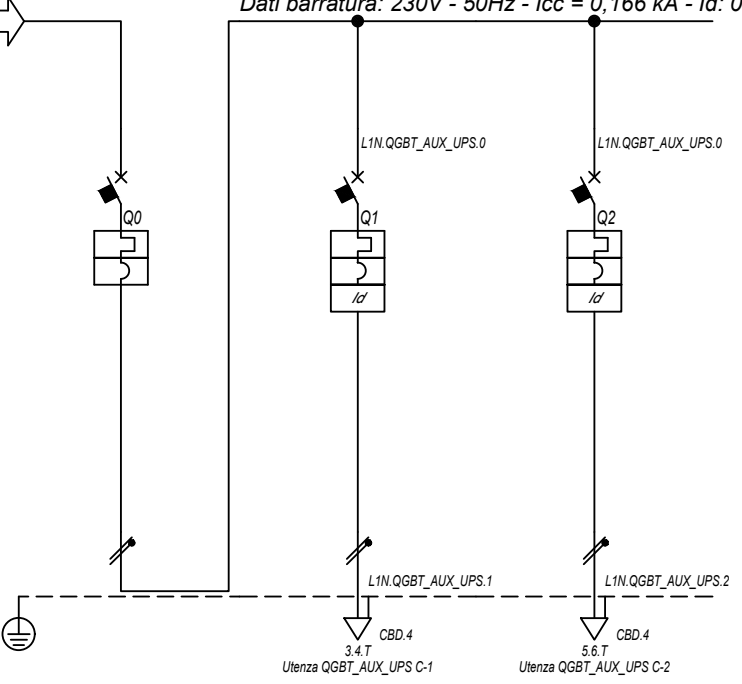 Dati barratura: 230V - 50Hz - Icc = 0,166 kA - Id: 0
L1N.QGBT_AUX_UPS.0
L1N.QGBT_AUX_UPS.0
Q0
Q1
Q2
Id
Id
L1N.QGBT_AUX_UPS.1
L1N.QGBT_AUX_UPS.2
CBD.4
CBD.4
3.4.T
5.6.T
Utenza QGBT_AUX_UPS C-1
Utenza QGBT_AUX_UPS C-2